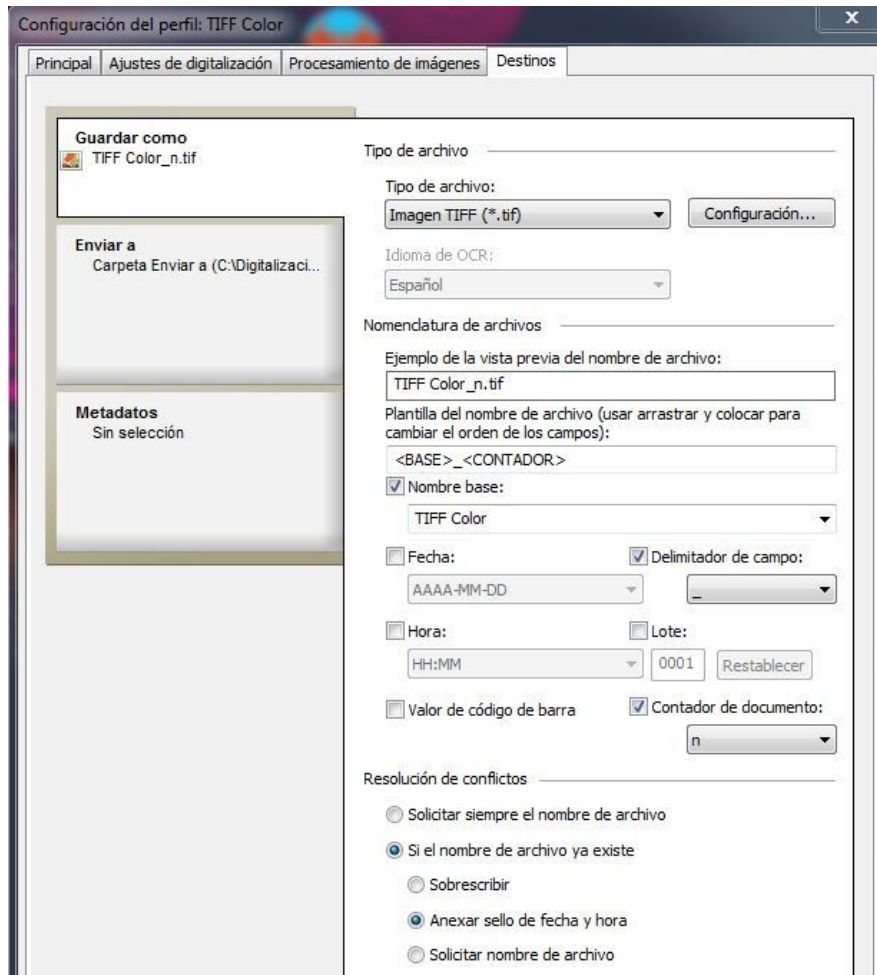 Configuración del perfil: TIFF Color
x
Principal
Ajustes de digitalización
Procesamiento de imágenes
Destinos
Guardar como
TIFF Color_n.tif
Enviar a
Carpeta Enviar a (C:\Digitalizaci...
Metadatos
Sin selección
Tipo de archivo
Tipo de archivo:
Imagen TIFF (*.tif)
Configuración...
Idioma de OCR:
Español
Nomenclatura de archivos
Ejemplo de la vista previa del nombre de archivo:
TIFF Color_n.tif
Plantilla del nombre de archivo (usar arrastrar y colocar para
cambiar el orden de los campos):
<BASE>_<CONTADOR>
Nombre base:
TIFF Color
Fecha:
Delimitador de campo:
AAAA-MM-DD
_
Hora:
Lote:
HH:MM
0001
Restablecer
Valor de código de barra
Contador de documento:
n
Resolución de conflictos
Solicitar siempre el nombre de archivo
Si el nombre de archivo ya existe
Sobrescribir
Anexar sello de fecha y hora
Solicitar nombre de archivo